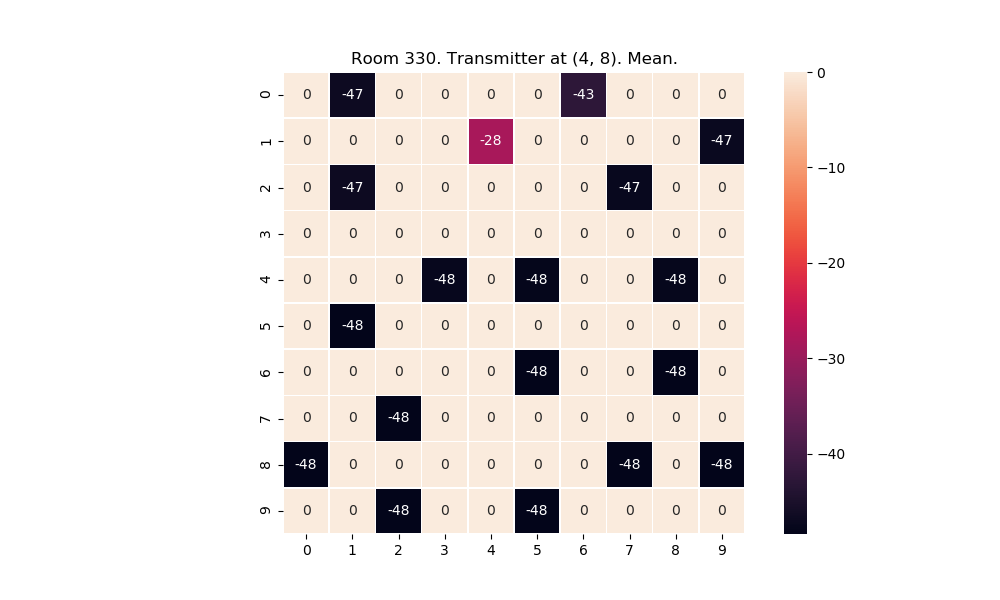 Room 330. Transmitter at (4, 8). Mean.
0 0 -47 0 0 0 0 -43 0 0 0
1 0 0 0 0 -28 0 0 0 0 -47
2 0 -47 0 0 0 0 0 -47 0 0
3 0 0 0 0 0 0 0 0 0 0
4 0 0 0 -48 0 -48 0 0 -48 0
5 0 -48 0 0 0 0 0 0 0 0
6 0 0 0 0 0 -48 0 0 -48 0
7 0 0 -48 0 0 0 0 0 0 0
8 -48 0 0 0 0 0 0 -48 0 -48
9 0 0 -48 0 0 -48 0 0 0 0
0 1 2 3 4 5 6 7 8 9
0
−10
−20
−30
−40